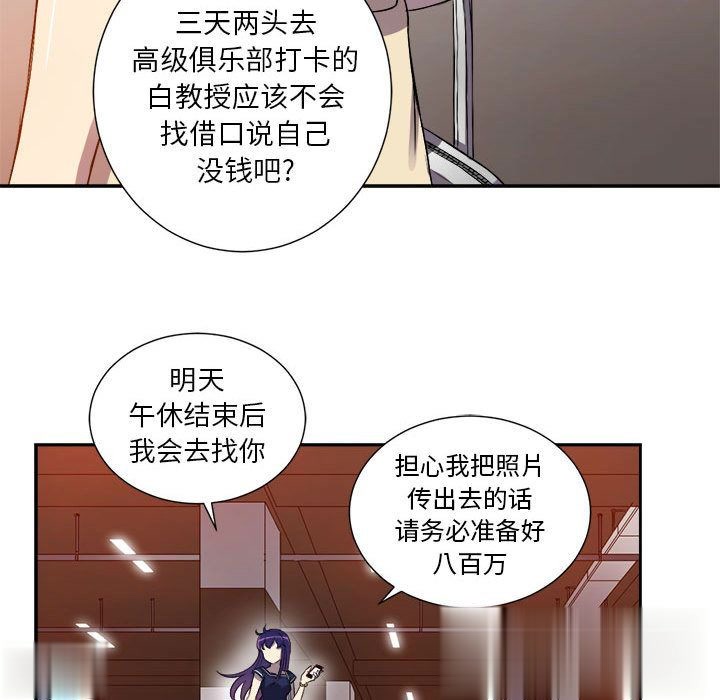 三天两头去
高级俱乐部打卡的
白教授应该不会
找借口说自己
没钱吧?
明天
午休结束后
我会去找你
担心我把照片
传出去的话
请务必准备好
八百万